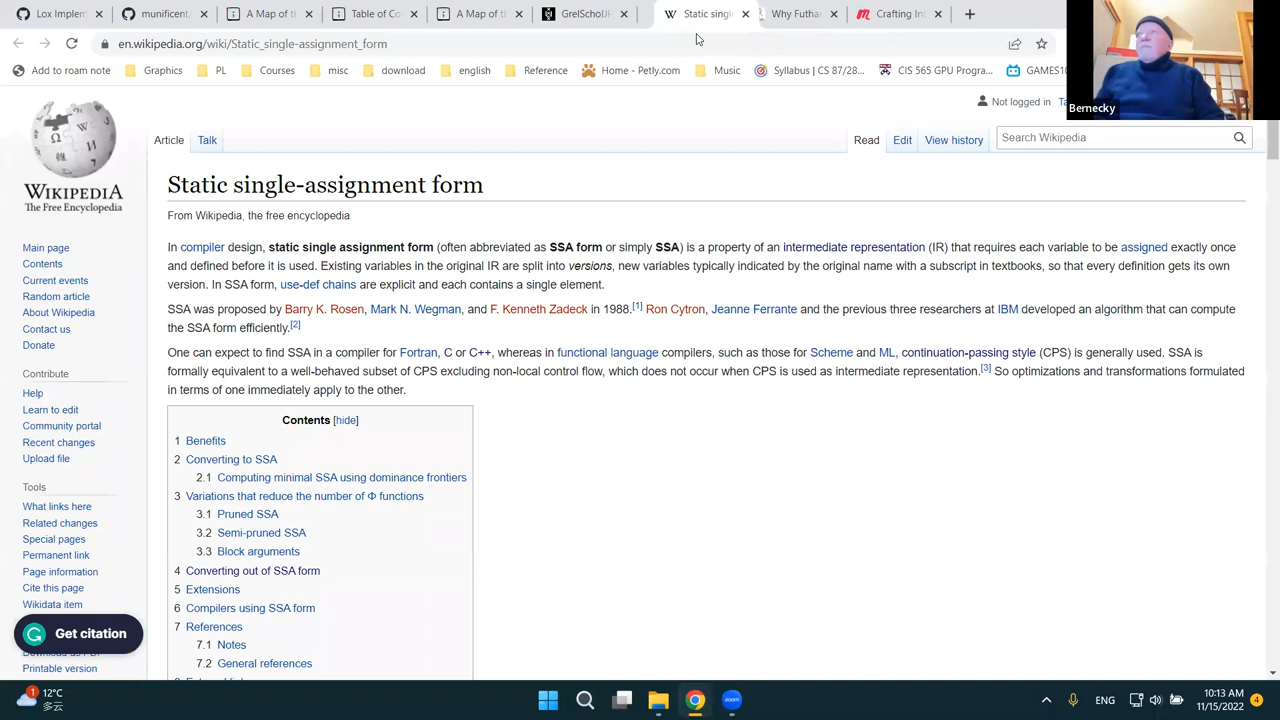 Lox Implem
munificent/
A Map of th
Table of Co
A Map of th
GrelSchollP
Static singl
Why Futha
Crafting Int
en.wikipedia.org/wiki/Static_single-assignment_form
Add to roam note
Graphics
PL
Courses
misc
download
english
Reference
Home - Petly.com
Music
Syllabus | CS 87/28...
CIS 565 GPU Progra...
GAMES10
Bernecky
Not logged in
Ta
Article
Talk
Read
Edit
View history
Search Wikipedia
WIKIPEDIA
The Free Encyclopedia
Main page
Contents
Current events
Random article
About Wikipedia
Contact us
Donate
Contribute
Help
Learn to edit
Community portal
Recent changes
Upload file
Tools
What links here
Related changes
Special pages
Permanent link
Page information
Cite this page
Wikidata item
Get citation
Download as PDF
Printable version
Static single-assignment form
From Wikipedia, the free encyclopedia
In compiler design, static single assignment form (often abbreviated as SSA form or simply SSA) is a property of an intermediate representation (IR) that requires each variable to be assigned exactly once
and defined before it is used. Existing variables in the original IR are split into versions, new variables typically indicated by the original name with a subscript in textbooks, so that every definition gets its own
version. In SSA form, use-def chains are explicit and each contains a single element.
SSA was proposed by Barry K. Rosen, Mark N. Wegman, and F. Kenneth Zadeck in 1988.[1] Ron Cytron, Jeanne Ferrante and the previous three researchers at IBM developed an algorithm that can compute
the SSA form efficiently.[2]
One can expect to find SSA in a compiler for Fortran, C or C++, whereas in functional language compilers, such as those for Scheme and ML, continuation-passing style (CPS) is generally used. SSA is
formally equivalent to a well-behaved subset of CPS excluding non-local control flow, which does not occur when CPS is used as intermediate representation.[3] So optimizations and transformations formulated
in terms of one immediately apply to the other.
Contents [hide]
1 Benefits
2 Converting to SSA
2.1 Computing minimal SSA using dominance frontiers
3 Variations that reduce the number of Φ functions
3.1 Pruned SSA
3.2 Semi-pruned SSA
3.3 Block arguments
4 Converting out of SSA form
5 Extensions
6 Compilers using SSA form
7 References
7.1 Notes
7.2 General references
1
12°C
多云
zoom
ENG
10:13 AM
11/15/2022
4